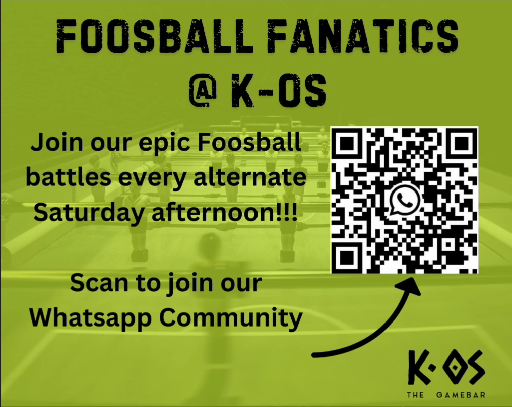 FOOSBALL FANATICS
@ K-OS
Join our epic Foosball
battles every alternate
Saturday afternoon!!!
Scan to join our
Whatsapp Community
K·OS
THE GAMEBAR